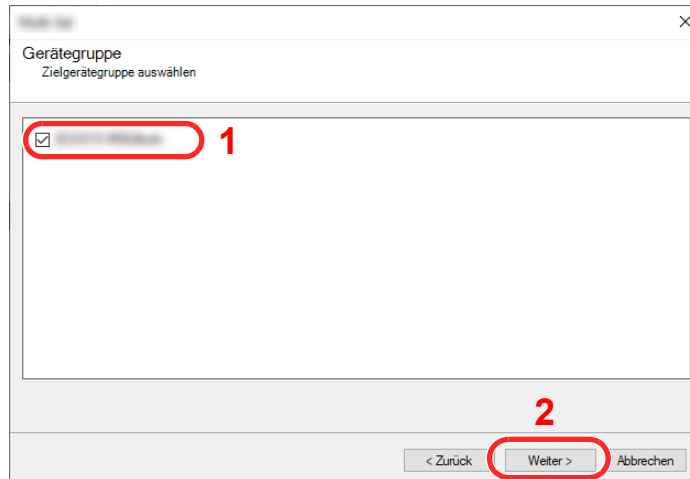 Gerätegruppe
Zielgerätegruppe auswählen
1
2
< Zurück Weiter > Abbrechen